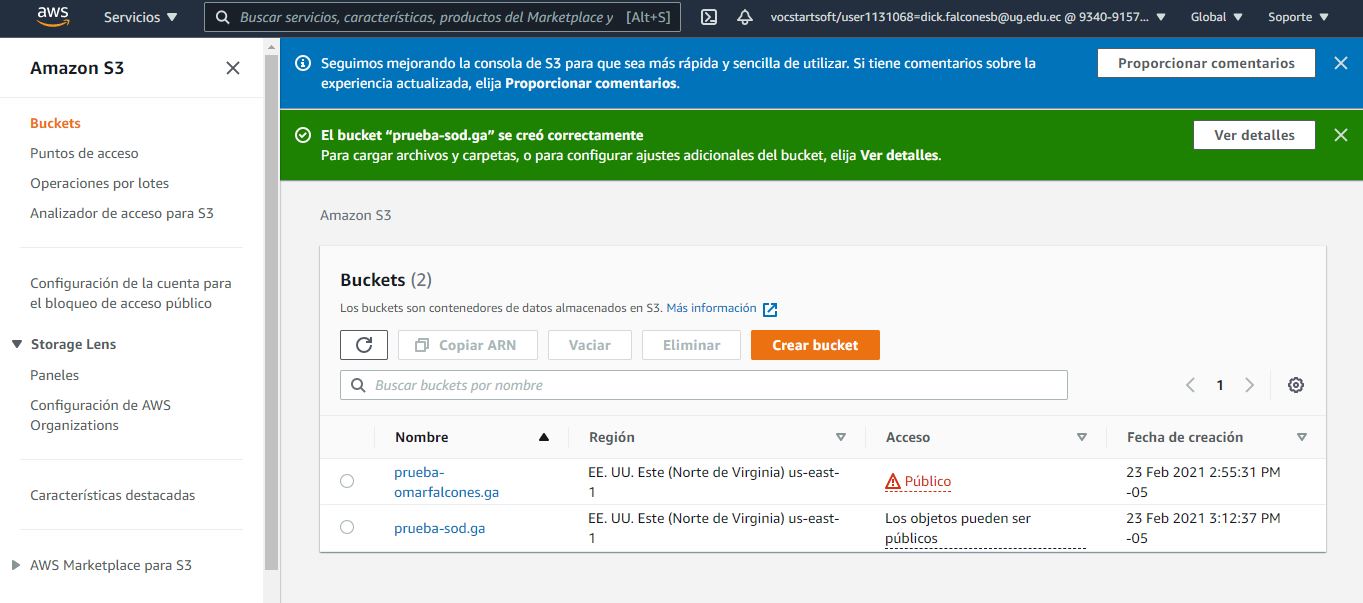 aws
Servicios
Buscar servicios, características, productos del Marketplace y [Alt+S]
vocstartsoft/user1131068=dick.falconesb@ug.edu.ec @ 9340-9157...
Global
Soporte
Amazon S3
Buckets
Puntos de acceso
Operaciones por lotes
Analizador de acceso para S3
Configuración de la cuenta para
el bloqueo de acceso público
Storage Lens
Paneles
Configuración de AWS
Organizations
Características destacadas
AWS Marketplace para S3
Seguimos mejorando la consola de S3 para que sea más rápida y sencilla de utilizar. Si tiene comentarios sobre la
experiencia actualizada, elija Proporcionar comentarios.
Proporcionar comentarios
El bucket “prueba-sod.ga” se creó correctamente
Para cargar archivos y carpetas, o para configurar ajustes adicionales del bucket, elija Ver detalles.
Ver detalles
Amazon S3
Buckets (2)
Los buckets son contenedores de datos almacenados en S3. Más información
Copiar ARN
Vaciar
Eliminar
Crear bucket
Buscar buckets por nombre
1
Nombre
Región
Acceso
Fecha de creación
prueba-
omarfalcones.ga
EE. UU. Este (Norte de Virginia) us-east-
1
Público
23 Feb 2021 2:55:31 PM
-05
prueba-sod.ga
EE. UU. Este (Norte de Virginia) us-east-
1
Los objetos pueden ser
públicos
23 Feb 2021 3:12:37 PM
-05